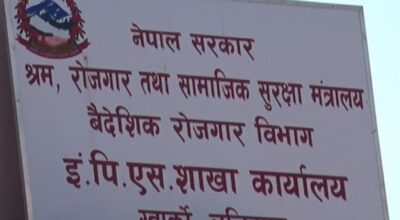 नेपाल सरकार
श्रम, रोजगार तथा सामाजिक सुरक्षा मन्त्रालय
बैदेशिक रोजगार विभाग
इं.पि.एस.शाखा कार्यालय